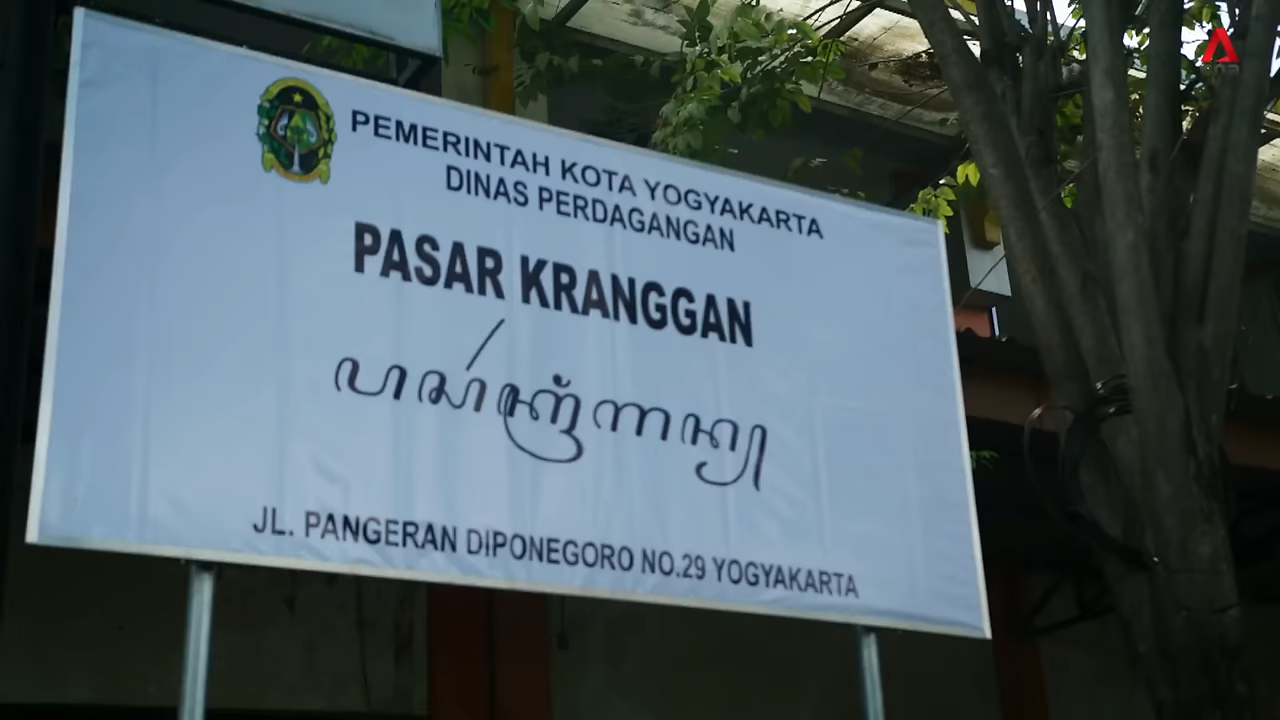 PEMERINTAH KOTA YOGYAKARTA
DINAS PERDAGANGAN
PASAR KRANGGAN
ꦥꦱꦂꦏꦿꦁꦒꦤ꧀
JL. PANGERAN DIPONEGORO NO.29 YOGYAKARTA